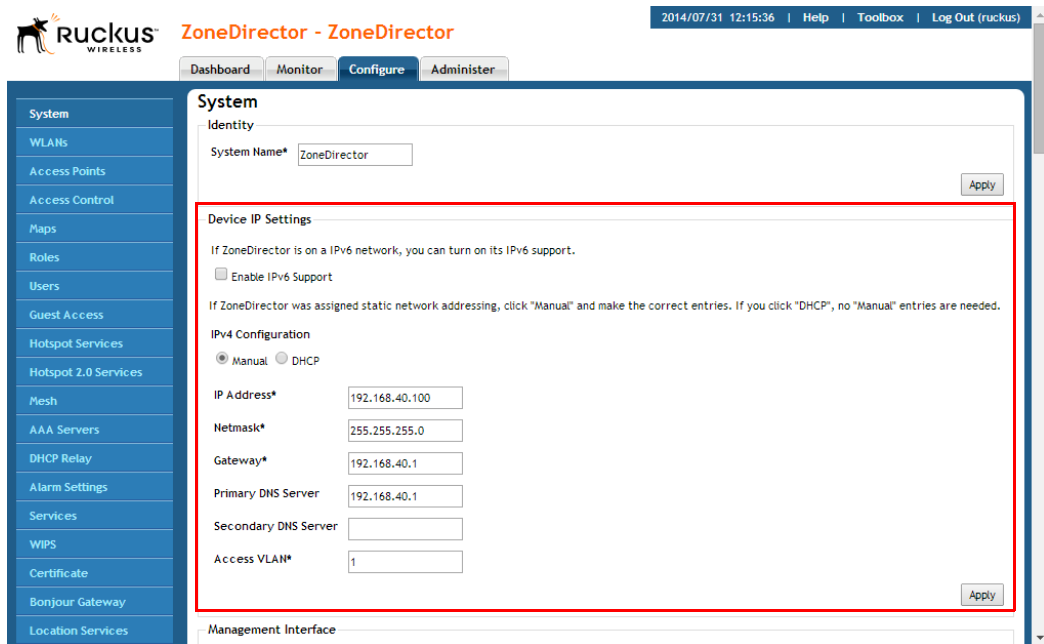 2014/07/31 12:15:36 | Help | Toolbox | Log Out (ruckus)
RUCKUS
WIRELESS
ZoneDirector - ZoneDirector
Dashboard Monitor Configure Administer
System
WLANs
Access Points
Access Control
Maps
Roles
Users
Guest Access
Hotspot Services
Hotspot 2.0 Services
Mesh
AAA Servers
DHCP Relay
Alarm Settings
Services
WIPS
Certificate
Bonjour Gateway
Location Services
System
Identity
System Name* ZoneDirector
Apply
Device IP Settings
If ZoneDirector is on a IPv6 network, you can turn on its IPv6 support.
Enable IPv6 Support
If ZoneDirector was assigned static network addressing, click "Manual" and make the correct entries. If you click "DHCP", no "Manual" entries are needed.
IPv4 Configuration
Manual DHCP
IP Address* 192.168.40.100
Netmask* 255.255.255.0
Gateway* 192.168.40.1
Primary DNS Server 192.168.40.1
Secondary DNS Server
Access VLAN* 1
Apply
Management Interface